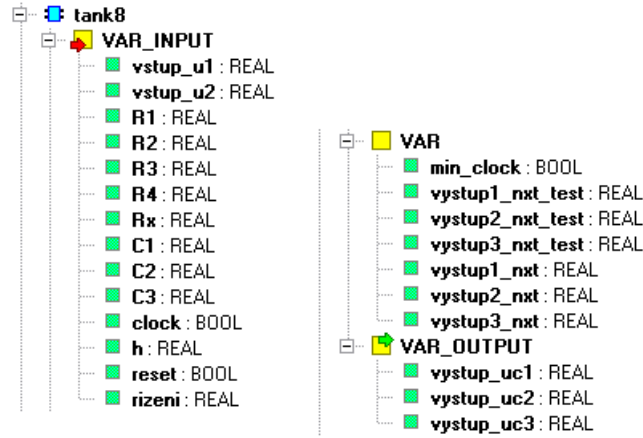 tank8
VAR_INPUT
vstup_u1 : REAL
vstup_u2 : REAL
R1 : REAL
R2 : REAL
R3 : REAL
R4 : REAL
Rx : REAL
C1 : REAL
C2 : REAL
C3 : REAL
clock : BOOL
h : REAL
reset : BOOL
rizeni : REAL
VAR
min_clock : BOOL
vystup1_nxt_test : REAL
vystup2_nxt_test : REAL
vystup3_nxt_test : REAL
vystup1_nxt : REAL
vystup2_nxt : REAL
vystup3_nxt : REAL
VAR_OUTPUT
vystup_uc1 : REAL
vystup_uc2 : REAL
vystup_uc3 : REAL